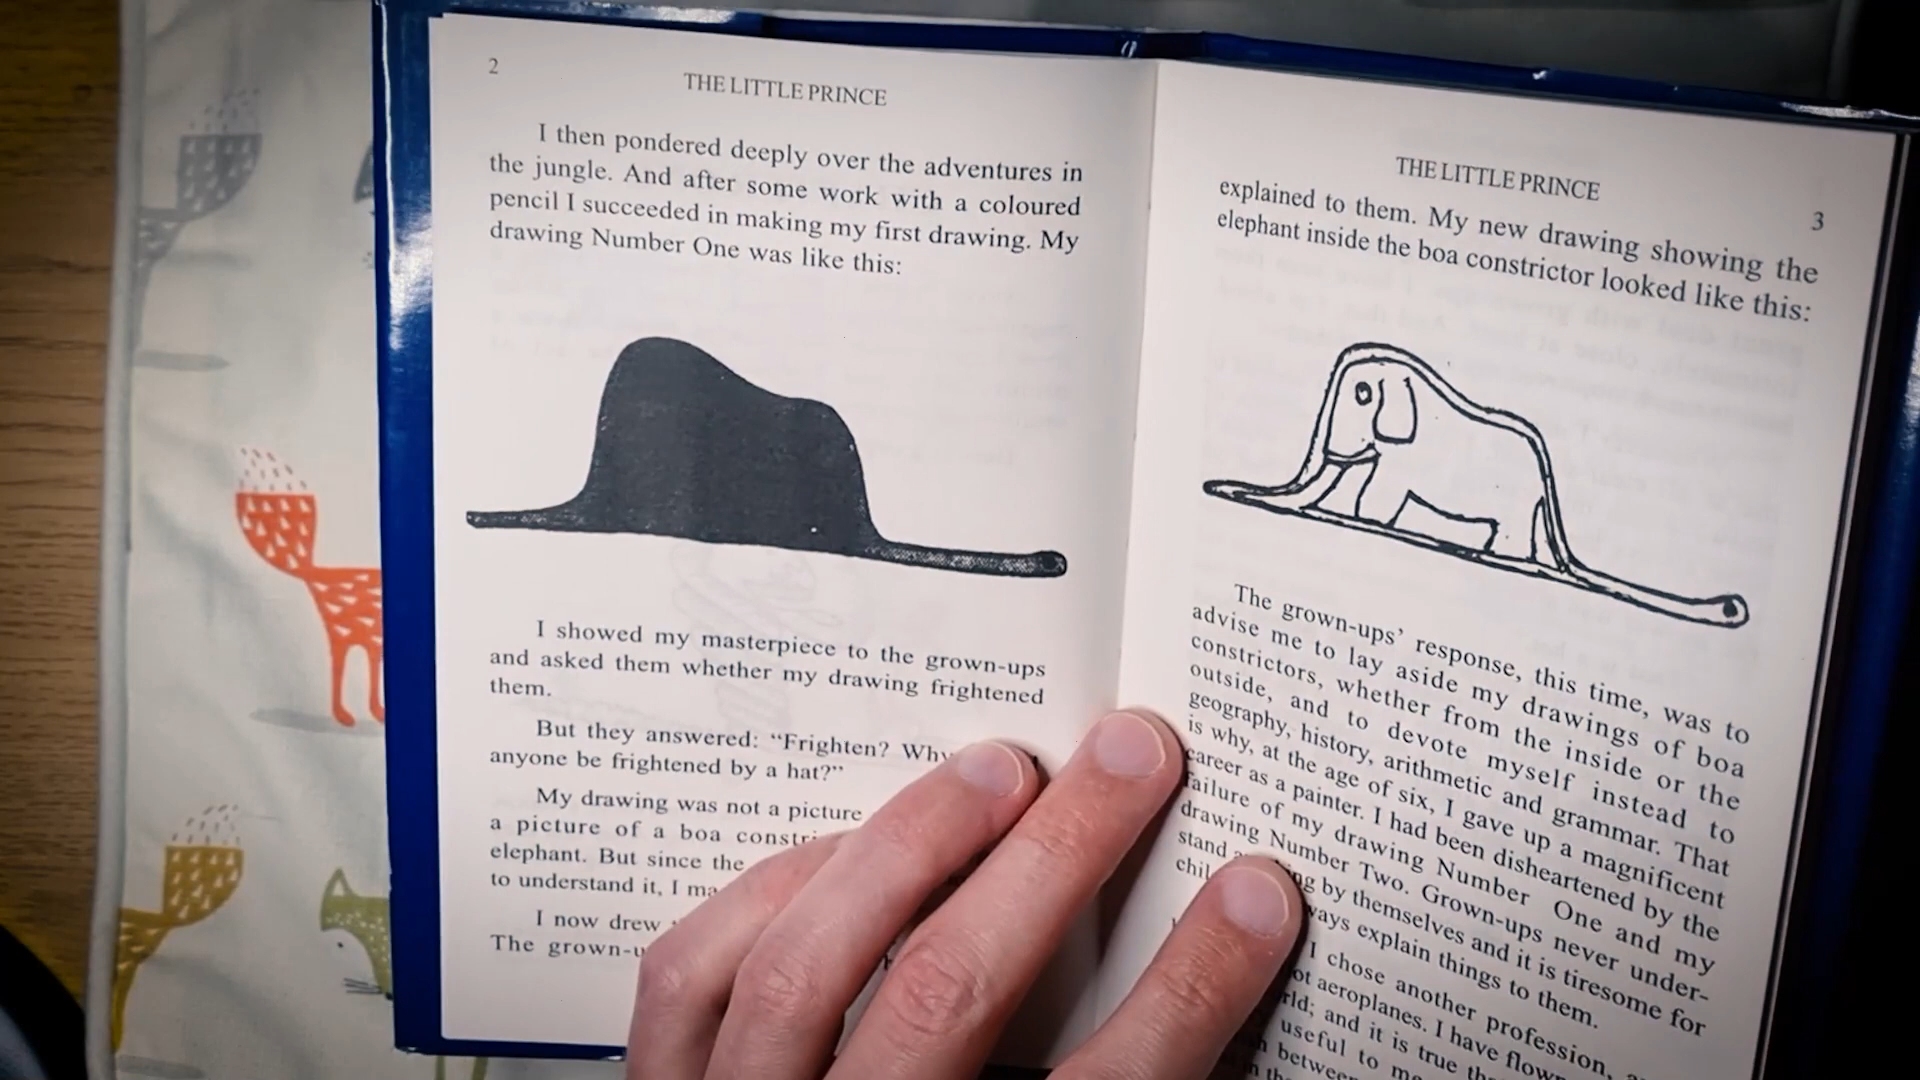 2
THE LITTLE PRINCE
I then pondered deeply over the adventures in
the jungle. And after some work with a coloured
pencil I succeeded in making my first drawing. My
drawing Number One was like this:
I showed my masterpiece to the grown-ups
and asked them whether my drawing frightened
them.
But they answered: “Frighten? Why
anyone be frightened by a hat?”
My drawing was not a picture
a picture of a boa
elephant. But since the
to understand it, I
I now drew
The
THE LITTLE PRINCE
3
explained to them. My new drawing showing the
elephant inside the boa constrictor looked like this:
The grown-ups’ response, this time, was to
advise me to lay aside my drawings of boa
constrictors, whether from the inside or the
outside, and to devote myself instead to
geography, history, arithmetic and grammar. That
is why, at the age of six, I gave up a magnificent
career as a painter. I had been disheartened by the
failure of my drawing Number One and my
drawing Number Two. Grown-ups never under-
stand by themselves and it is tiresome for
explain things to them.
I chose another profession,
aeroplanes. I have
and it is true
useful to